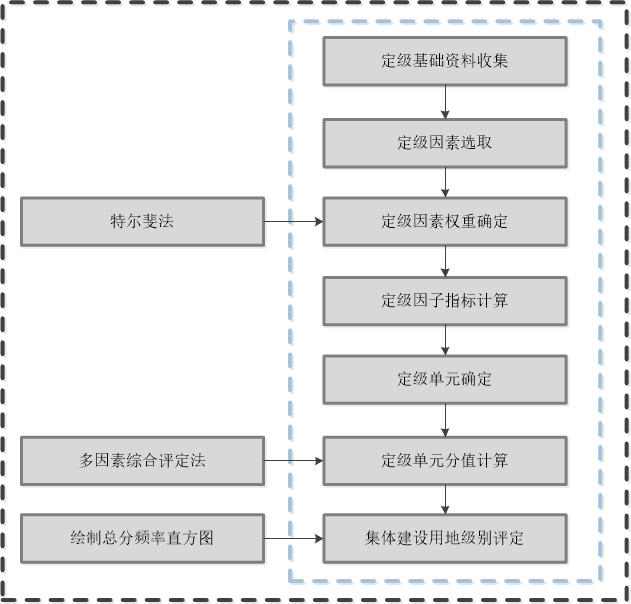 定级基础资料收集
定级因素选取
特尔斐法
定级因素权重确定
定级因子指标计算
定级单元确定
多因素综合评定法
定级单元分值计算
绘制总分频率直方图
集体建设用地级别评定